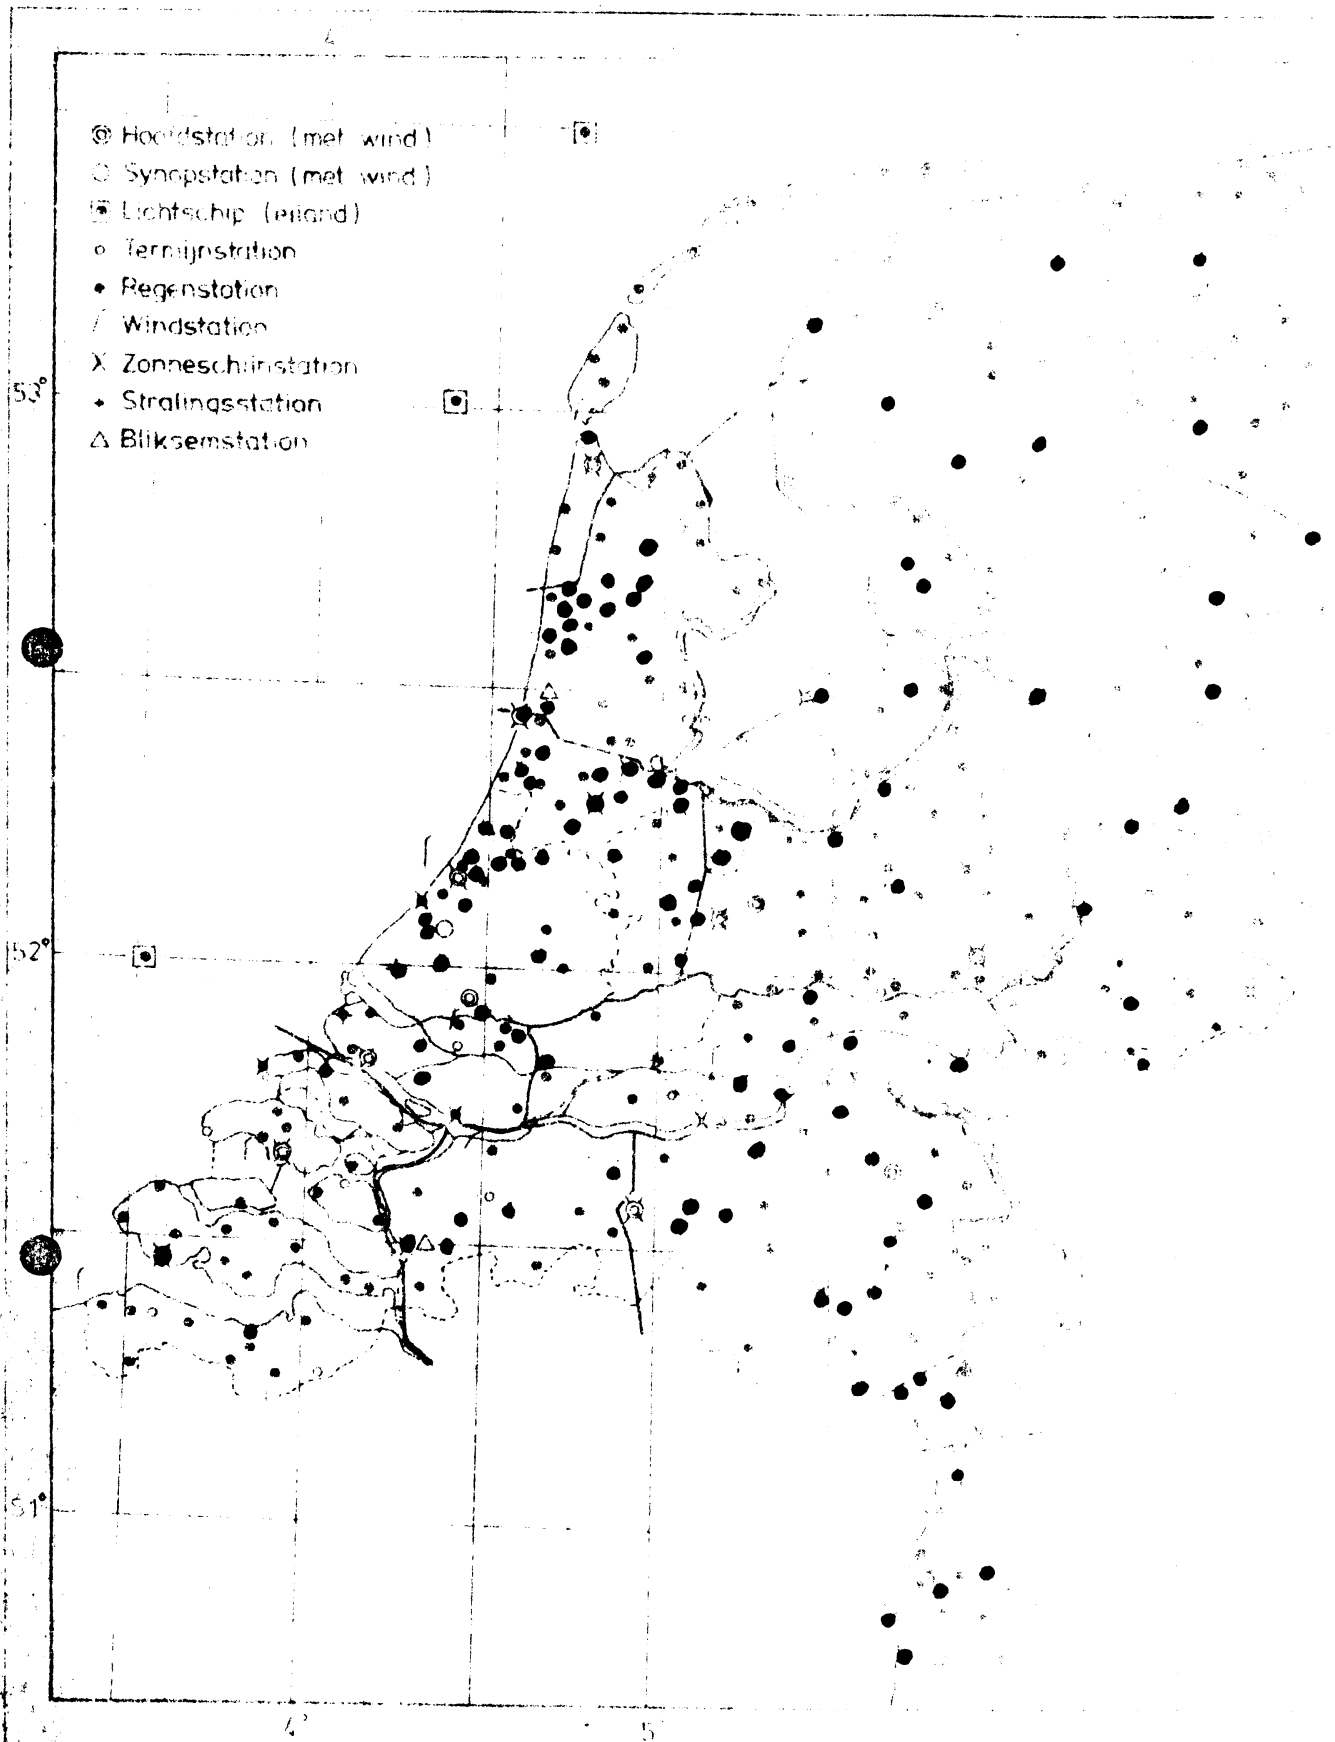 4
Hoofdstation (met wind)
Synopstation (met wind)
Lichtschip (eiland)
Termijnstation
Regenstation
Windstation
Zonneschijnstation
Stralingsstation
Bliksemstation
53°
52°
51°
4°
5